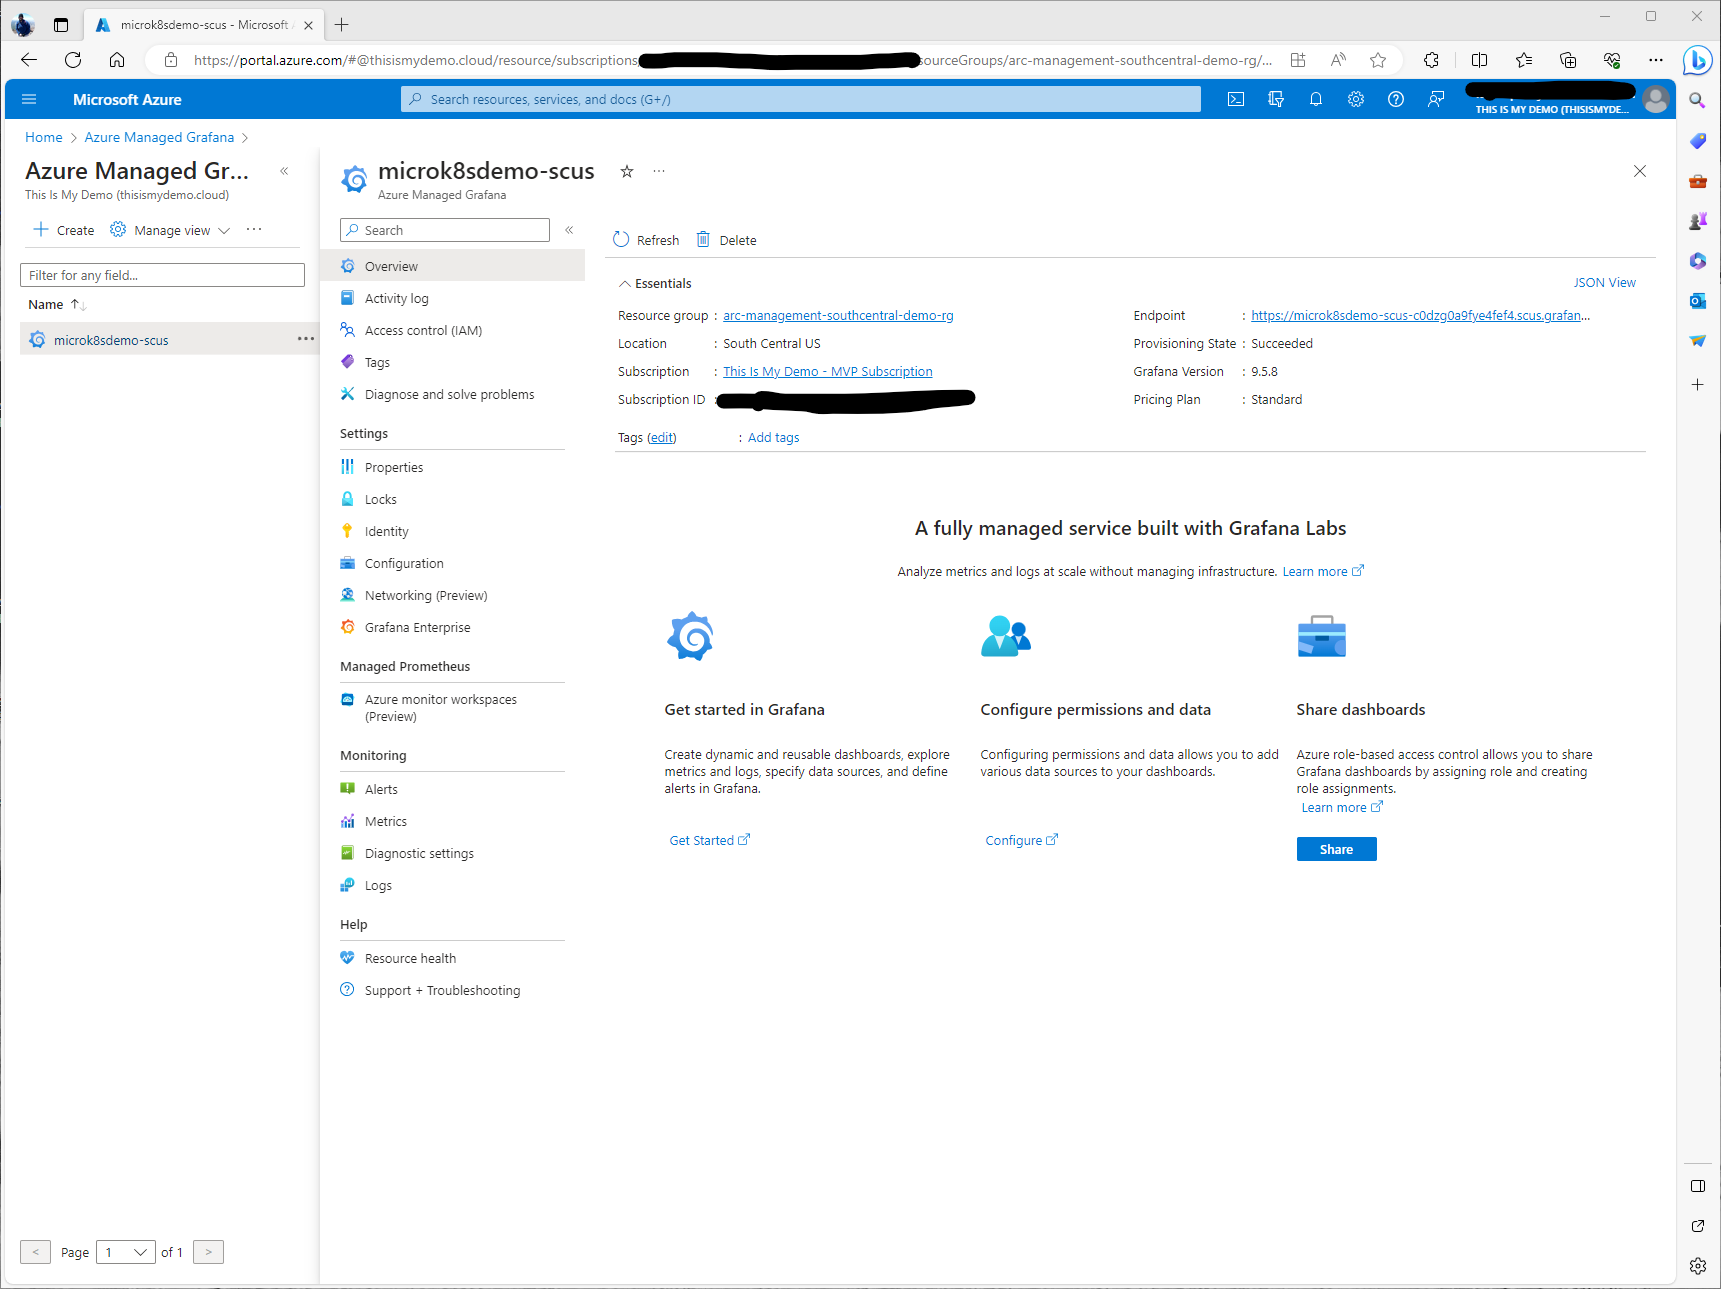 microk8sdemo-scus - Microsoft A
https://portal.azure.com/#@thisismydemo.cloud/resource/subscriptions
sourceGroups/arc-management-southcentral-demo-rg/...
Microsoft Azure
Search resources, services, and docs (G+/)
THIS IS MY DEMO (THISISMYDE...
Home > Azure Managed Grafana >
Azure Managed Gr...
This Is My Demo (thisismydemo.cloud)
Create
Manage view
Filter for any field...
Name
microk8sdemo-scus
Page 1 of 1
microk8sdemo-scus
Azure Managed Grafana
Search
Overview
Activity log
Access control (IAM)
Tags
Diagnose and solve problems
Settings
Properties
Locks
Identity
Configuration
Networking (Preview)
Grafana Enterprise
Managed Prometheus
Azure monitor workspaces
(Preview)
Monitoring
Alerts
Metrics
Diagnostic settings
Logs
Help
Resource health
Support + Troubleshooting
Refresh
Delete
Essentials
JSON View
Resource group : arc-management-southcentral-demo-rg
Location : South Central US
Subscription : This Is My Demo - MVP Subscription
Subscription ID :
Endpoint : https://microk8sdemo-scus-c0dzg0a9fye4fef4.scus.grafan...
Provisioning State : Succeeded
Grafana Version : 9.5.8
Pricing Plan : Standard
Tags (edit) : Add tags
A fully managed service built with Grafana Labs
Analyze metrics and logs at scale without managing infrastructure. Learn more
Get started in Grafana
Create dynamic and reusable dashboards, explore
metrics and logs, specify data sources, and define
alerts in Grafana.
Get Started
Configure permissions and data
Configuring permissions and data allows you to add
various data sources to your dashboards.
Configure
Share dashboards
Azure role-based access control allows you to share
Grafana dashboards by assigning role and creating
role assignments.
Learn more
Share